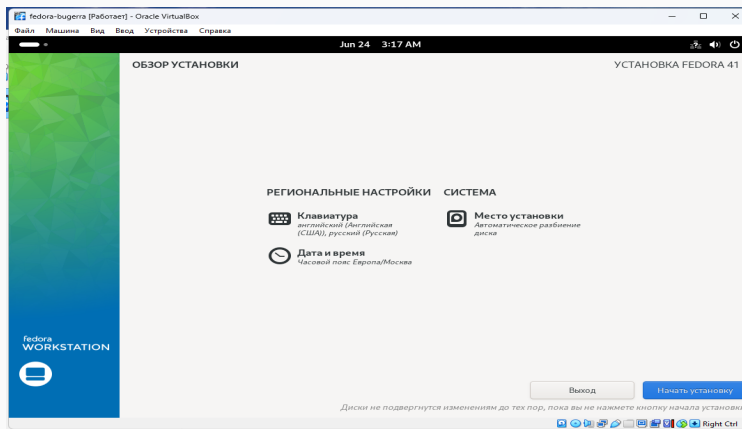 fedora-bugerra [Работает] - Oracle VirtualBox
Файл Машина Вид Ввод Устройства Справка
Jun 24 3:17 AM
ОБЗОР УСТАНОВКИ
УСТАНОВКА FEDORA 41
РЕГИОНАЛЬНЫЕ НАСТРОЙКИ
СИСТЕМА
Клавиатура
английский (Английская
(США)), русский (Русская)
Место установки
Автоматическое разбиение
диска
Дата и время
Часовой пояс Европа/Москва
fedora
WORKSTATION
Выход
Начать установку
Диски не подвергнутся изменениям до тех пор, пока вы не нажмете кнопку начала установки
Right Ctrl